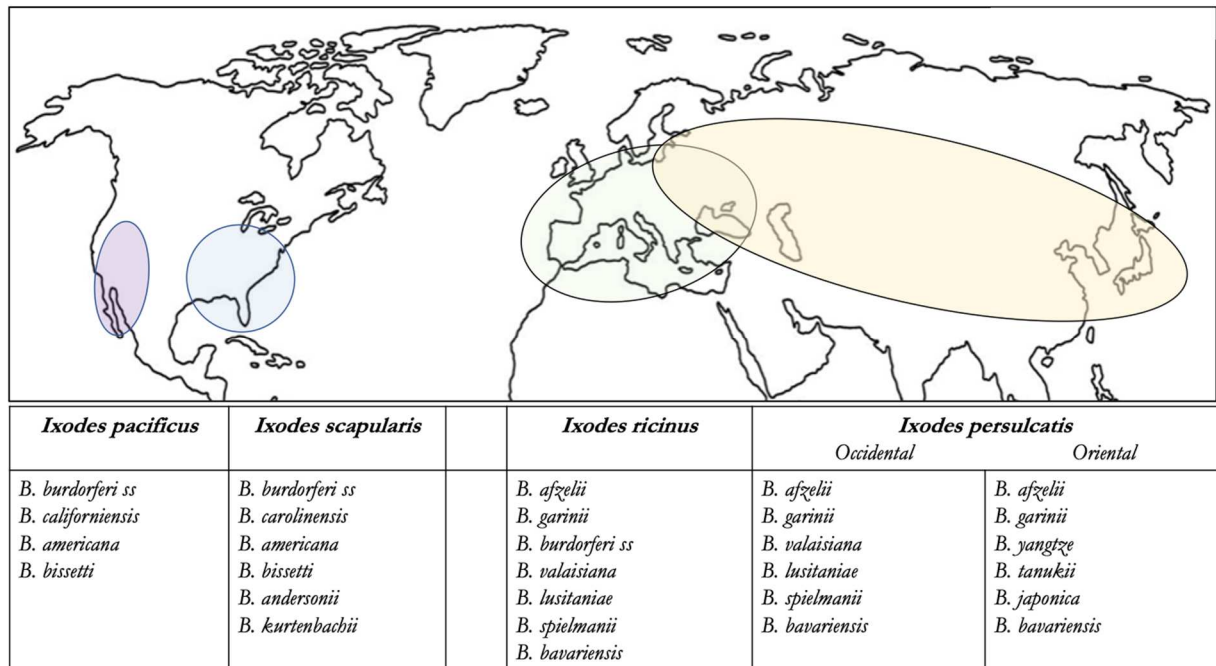 Ixodes pacificus
Ixodes scapularis
Ixodes ricinus
Ixodes persulcatis
Occidental
Oriental
B. burdorferi ss
B. californiensis
B. americana
B. bissetti
B. burdorferi ss
B. carolinensis
B. americana
B. bissetti
B. andersonii
B. kurtenbachii
B. afzelii
B. garinii
B. burdorferi ss
B. valaisiana
B. lusitaniae
B. spielmanii
B. bavariensis
B. afzelii
B. garinii
B. valaisiana
B. lusitaniae
B. spielmanii
B. bavariensis
B. afzelii
B. garinii
B. yangtze
B. tanukii
B. japonica
B. bavariensis